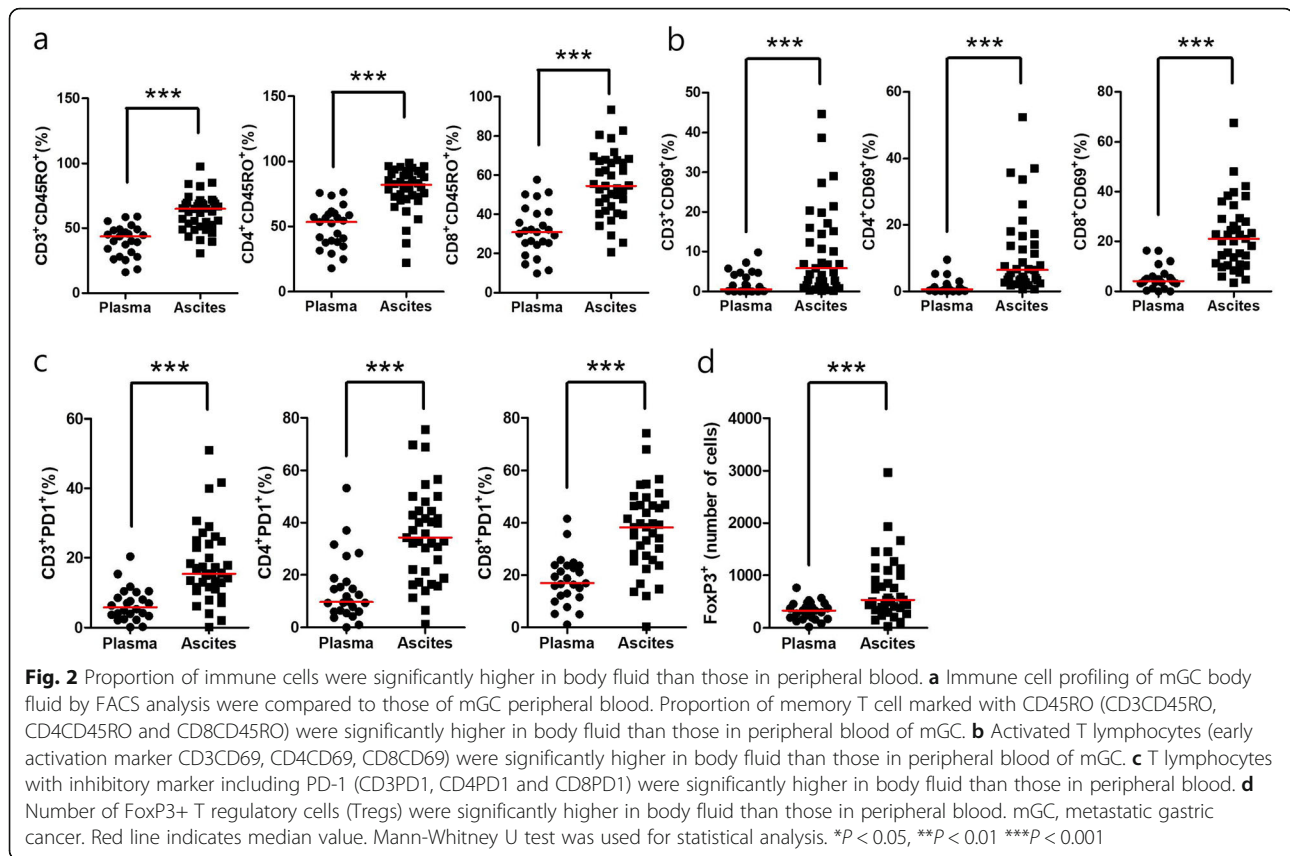 a
b
***
***
***
***
***
***
CD3+CD45RO+(%)
150
100
50
0
Plasma Ascites
CD4+CD45RO+(%)
150
100
50
0
Plasma Ascites
CD8+CD45RO+(%)
100
80
60
40
20
0
Plasma Ascites
CD3+CD69+(%)
50
40
30
20
10
0
Plasma Ascites
CD4+CD69+(%)
60
40
20
0
Plasma Ascites
CD8+CD69+(%)
80
60
40
20
0
Plasma Ascites
c
d
***
***
***
***
CD3+PD1+(%)
60
40
20
0
Plasma Ascites
CD4+PD1+(%)
80
60
40
20
0
Plasma Ascites
CD8+PD1+(%)
80
60
40
20
0
Plasma Ascites
FoxP3+ (number of cells)
4000
3000
2000
1000
0
Plasma Ascites
Fig. 2 Proportion of immune cells were significantly higher in body fluid than those in peripheral blood. a Immune cell profiling of mGC body
fluid by FACS analysis were compared to those of mGC peripheral blood. Proportion of memory T cell marked with CD45RO (CD3CD45RO,
CD4CD45RO and CD8CD45RO) were significantly higher in body fluid than those in peripheral blood of mGC. b Activated T lymphocytes (early
activation marker CD3CD69, CD4CD69, CD8CD69) were significantly higher in body fluid than those in peripheral blood of mGC. c T lymphocytes
with inhibitory marker including PD-1 (CD3PD1, CD4PD1 and CD8PD1) were significantly higher in body fluid than those in peripheral blood. d
Number of FoxP3+ T regulatory cells (Tregs) were significantly higher in body fluid than those in peripheral blood. mGC, metastatic gastric
cancer. Red line indicates median value. Mann-Whitney U test was used for statistical analysis. *P < 0.05, **P < 0.01 ***P < 0.001